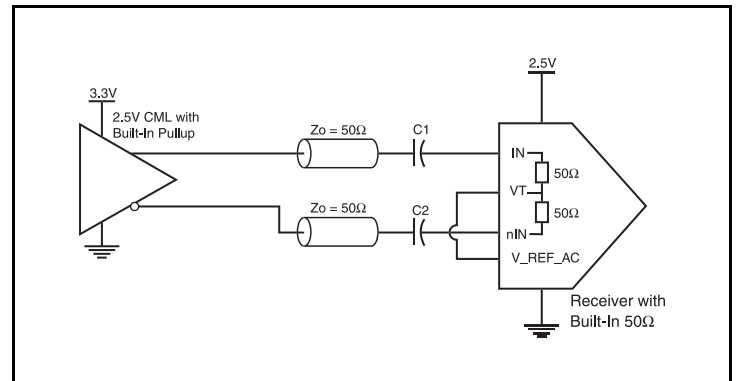 2.5V
3.3V
2.5V CML with
Built-In Pullup
Zo = 50Ω
C1
IN
50Ω
VT
Zo = 50Ω
C2
50Ω
nIN
V_REF_AC
Receiver with
Built-In 50Ω